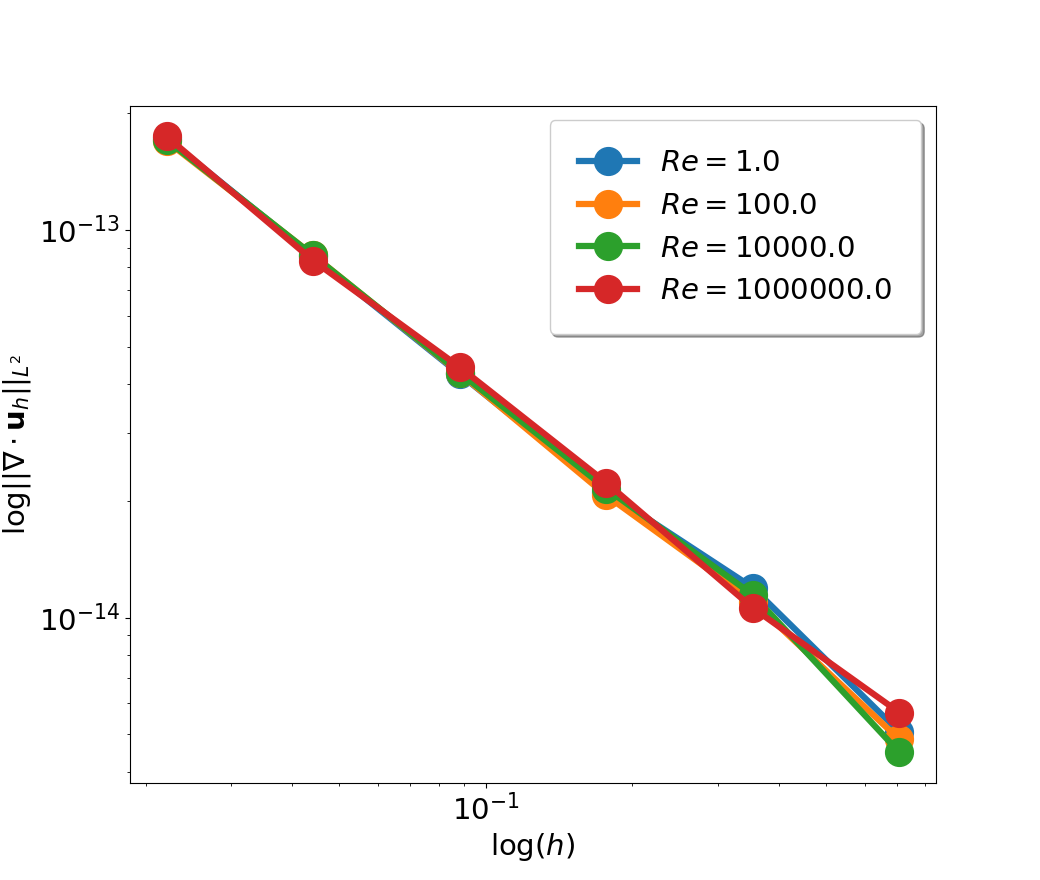 Re = 1.0
Re = 100.0
Re = 10000.0
Re = 1000000.0
10⁻¹³
10⁻¹⁴
10⁻¹
log||∇ · 𝐮ₕ||_L²
log(h)